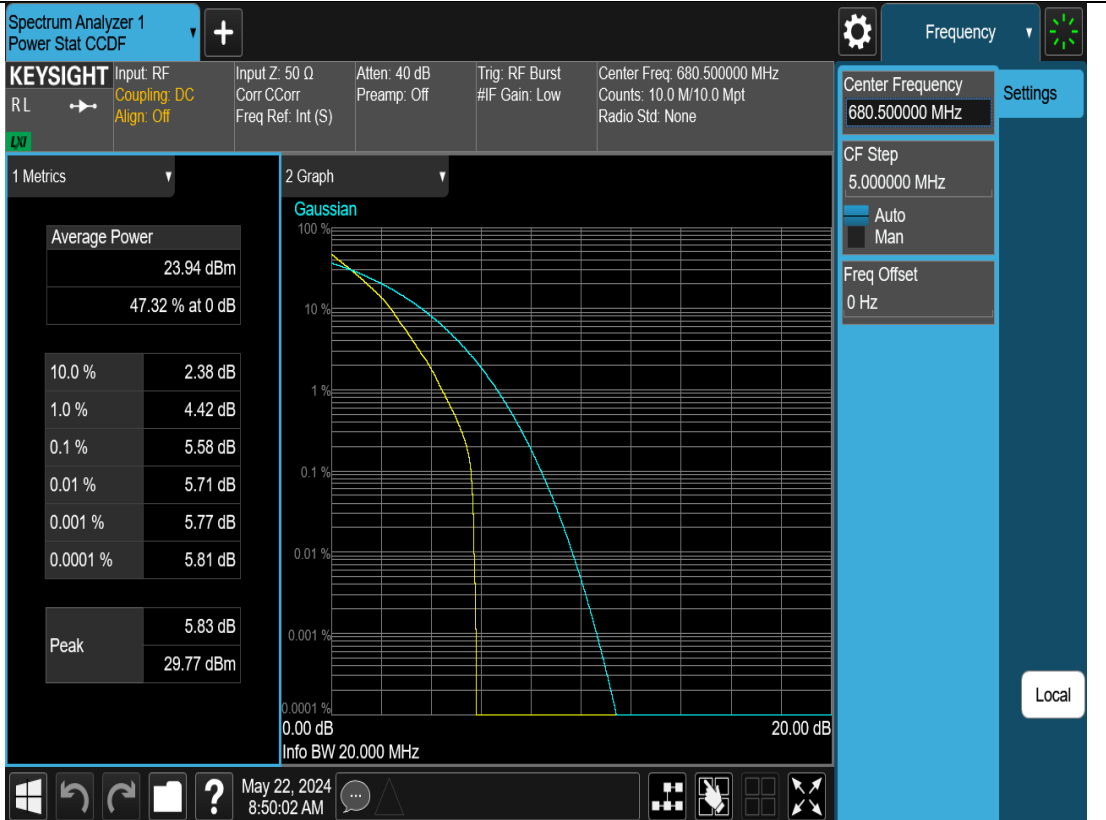 Spectrum Analyzer 1
Power Stat CCDF
Frequency
KEYSIGHT
R L
LXI
Input: RF
Coupling: DC
Align: Off
Input Z: 50 Ω
Corr CCorr
Freq Ref: Int (S)
Atten: 40 dB
Preamp: Off
Trig: RF Burst
#IF Gain: Low
Center Freq: 680.500000 MHz
Counts: 10.0 M/10.0 Mpt
Radio Std: None
Center Frequency
680.500000 MHz
Settings
CF Step
5.000000 MHz
Auto
Man
Freq Offset
0 Hz
Local
1 Metrics
Average Power
23.94 dBm
47.32 % at 0 dB
10.0 % 2.38 dB
1.0 % 4.42 dB
0.1 % 5.58 dB
0.01 % 5.71 dB
0.001 % 5.77 dB
0.0001 % 5.81 dB
Peak
5.83 dB
29.77 dBm
2 Graph
Gaussian
100 %
10 %
1 %
0.1 %
0.01 %
0.001 %
0.0001 %
0.00 dB 20.00 dB
Info BW 20.000 MHz
?
May 22, 2024
8:50:02 AM